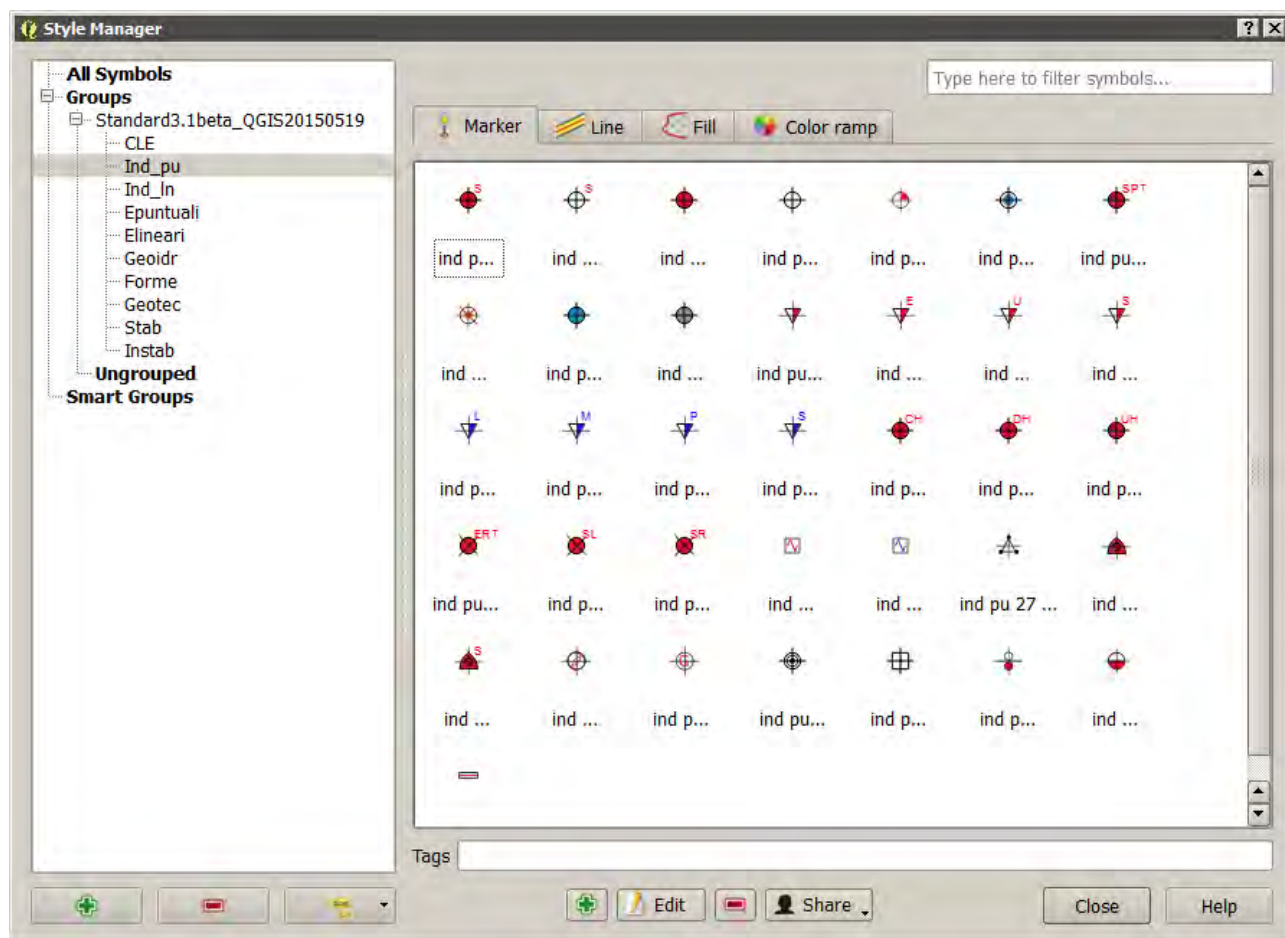 Style Manager
All Symbols
Groups
Standard3.1beta_QGIS20150519
CLE
Ind_pu
Ind_ln
Epuntuali
Elineari
Geoidr
Forme
Geotec
Stab
Instab
Ungrouped
Smart Groups
Type here to filter symbols...
Marker Line Fill Color ramp
S S SPT
ind p... ind ... ind ... ind p... ind p... ind p... ind pu...
E U S
ind ... ind p... ind ... ind pu... ind ... ind ... ind ...
L M P S CH DH UH
ind p... ind p... ind p... ind p... ind p... ind p... ind p...
ERT SL SR
ind pu... ind p... ind p... ind ... ind ... ind pu 27 ... ind ...
S
ind ... ind ... ind p... ind pu... ind p... ind p... ind ...
Tags
Edit Share Close Help